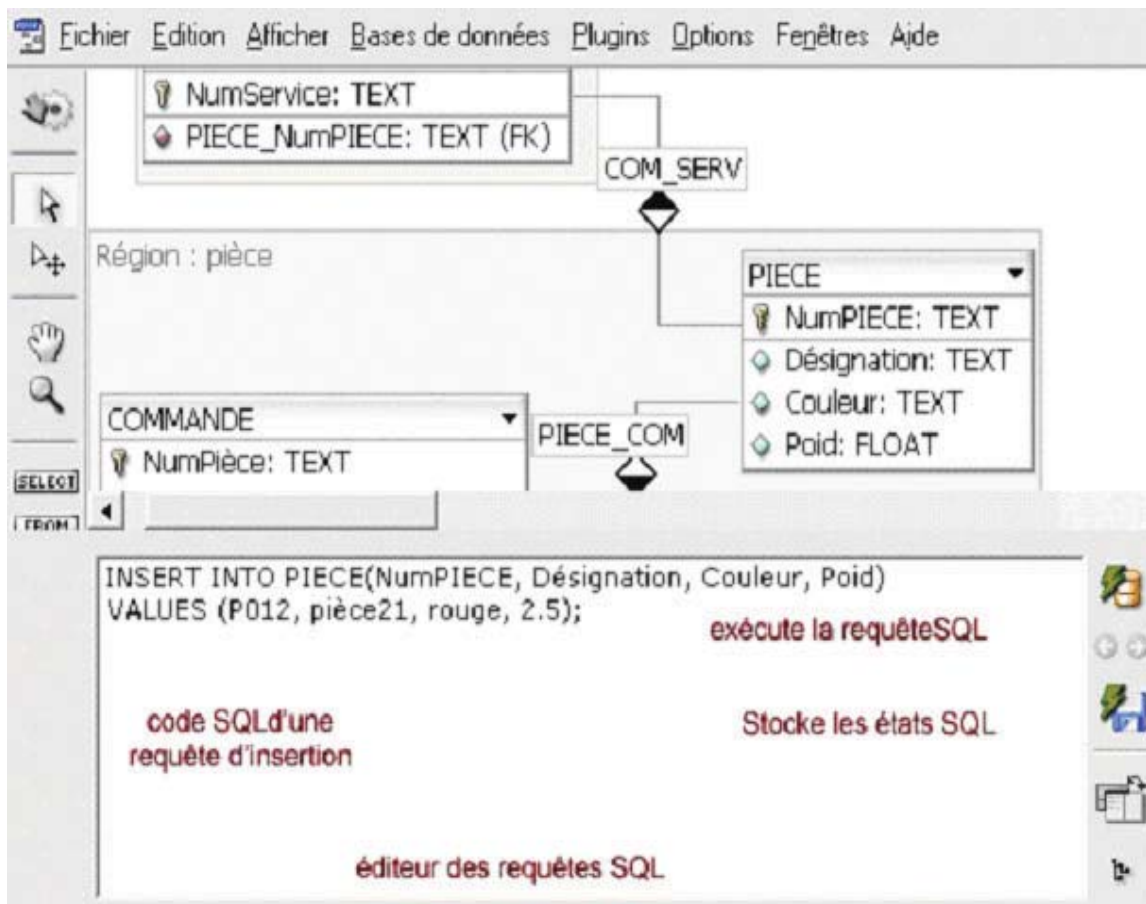 Fichier Edition Afficher Bases de données Plugins Options Fenêtres Aide
NumService: TEXT
PIECE_NumPIECE: TEXT (FK)
COM_SERV
Région : pièce
PIECE
NumPIECE: TEXT
Désignation: TEXT
Couleur: TEXT
Poid: FLOAT
COMMANDE
NumPièce: TEXT
PIECE_COM
SELECT
FROM
INSERT INTO PIECE(NumPIECE, Désignation, Couleur, Poid)
VALUES (P012, pièce21, rouge, 2.5);
exécute la requêteSQL
code SQLd'une
requête d'insertion
Stocke les états SQL
éditeur des requêtes SQL